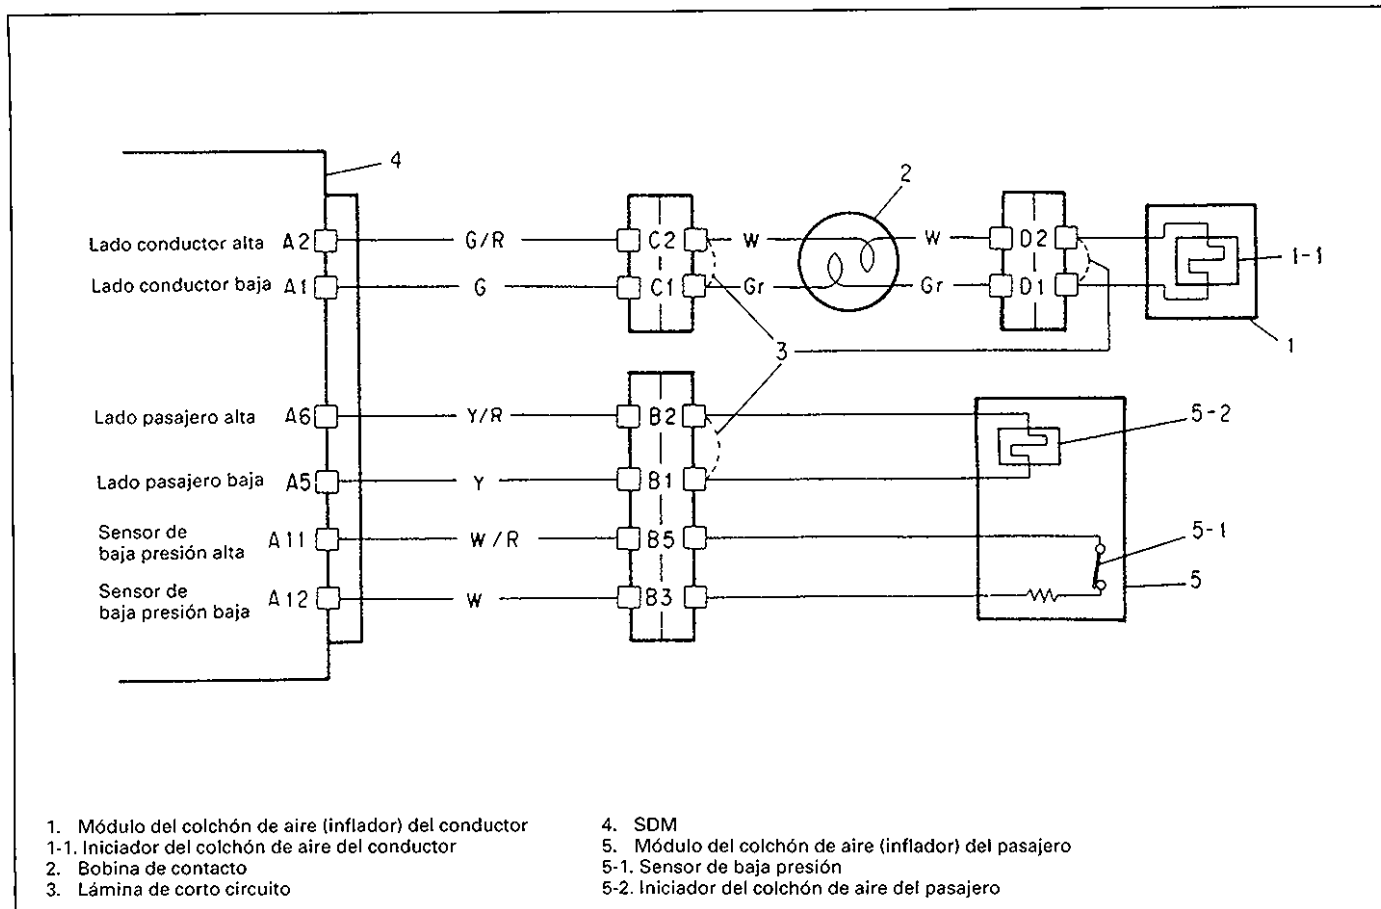 4
2
Lado conductor alta A2 G/R C2 W W D2
1-1
Lado conductor baja A1 G C1 Gr Gr D1
3
1
Lado pasajero alta A6 Y/R B2
5-2
Lado pasajero baja A5 Y B1
Sensor de
baja presión alta A11 W/R B5
5-1
5
Sensor de
baja presión baja A12 W B3
1. Módulo del colchón de aire (inflador) del conductor
1-1. Iniciador del colchón de aire del conductor
2. Bobina de contacto
3. Lámina de corto circuito
4. SDM
5. Módulo del colchón de aire (inflador) del pasajero
5-1. Sensor de baja presión
5-2. Iniciador del colchón de aire del pasajero